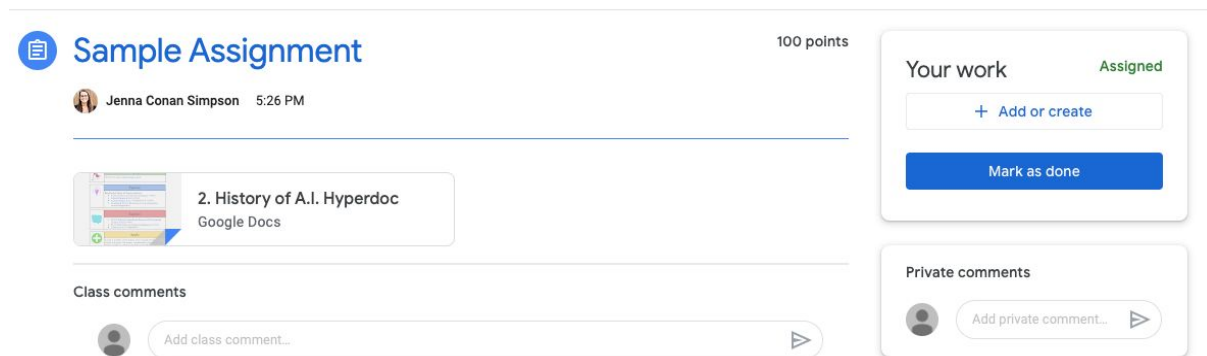 Sample Assignment
100 points
Jenna Conan Simpson 5:26 PM
2. History of A.I. Hyperdoc
Google Docs
Class comments
Add class comment...
Your work
Assigned
+ Add or create
Mark as done
Private comments
Add private comment...